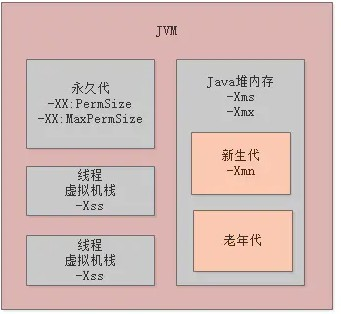 JVM
永久代
-XX:PermSize
-XX:MaxPermSize
线程
虚拟机栈
-Xss
线程
虚拟机栈
-Xss
Java堆内存
-Xms
-Xmx
新生代
-Xmn
老年代